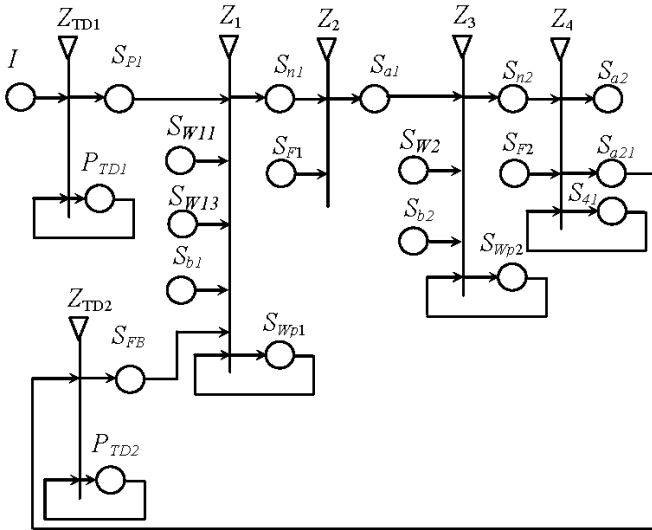 Z_TD1 Z_1 Z_2 Z_3 Z_4
I S_P1 S_n1 S_a1 S_n2 S_a2
S_W11 S_F1 S_W2 S_F2 S_a21
P_TD1 S_W13 S_b2 S_41
S_b1 S_Wp2
Z_TD2 S_FB S_Wp1
P_TD2